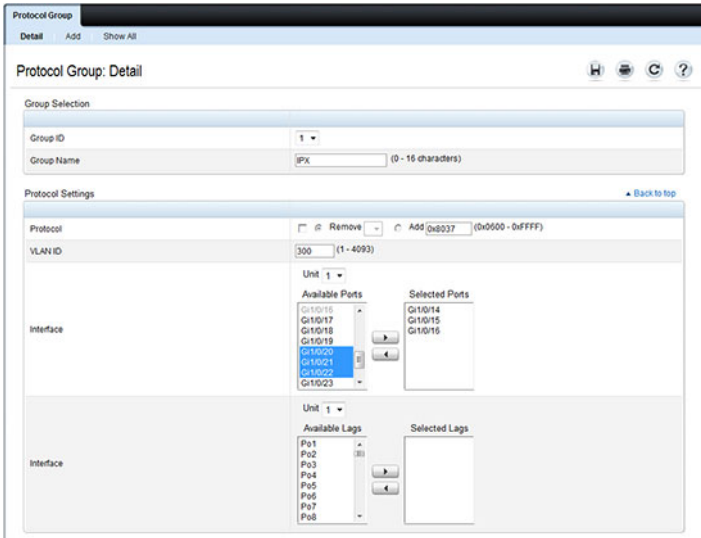 Protocol Group
Detail Add Show All
Protocol Group: Detail
Group Selection
Group ID 1
Group Name IPX (0 - 16 characters)
Protocol Settings Back to top
Protocol Remove Add 0x8037 (0x0600 - 0xFFFF)
VLAN ID 300 (1 - 4093)
Interface
Unit 1
Available Ports
Gi1/0/16
Gi1/0/17
Gi1/0/18
Gi1/0/19
Gi1/0/20
Gi1/0/21
Gi1/0/22
Gi1/0/23
Selected Ports
Gi1/0/14
Gi1/0/15
Gi1/0/16
Interface
Unit 1
Available Lags
Po1
Po2
Po3
Po4
Po5
Po6
Po7
Po8
Selected Lags